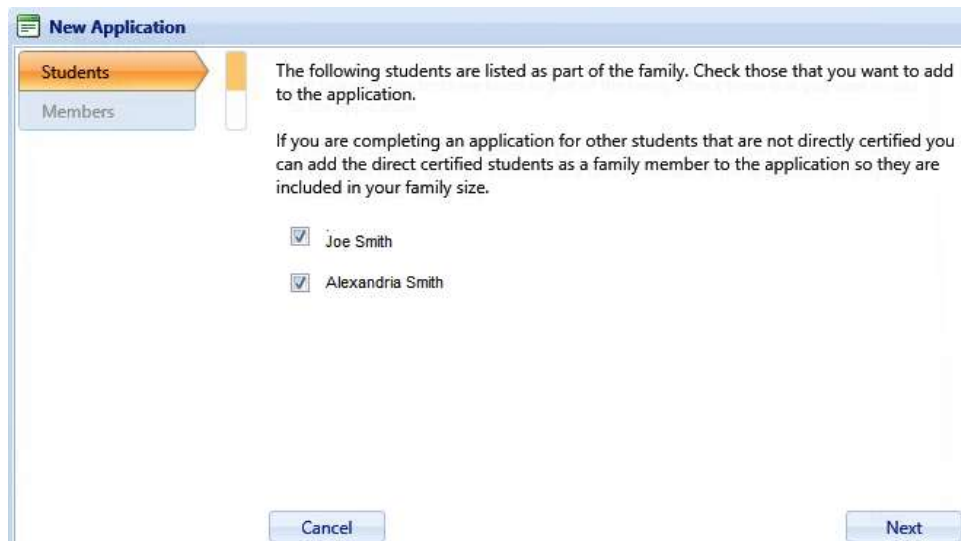 New Application
Students
Members
The following students are listed as part of the family. Check those that you want to add
to the application.
If you are completing an application for other students that are not directly certified you
can add the direct certified students as a family member to the application so they are
included in your family size.
Joe Smith
Alexandria Smith
Cancel
Next